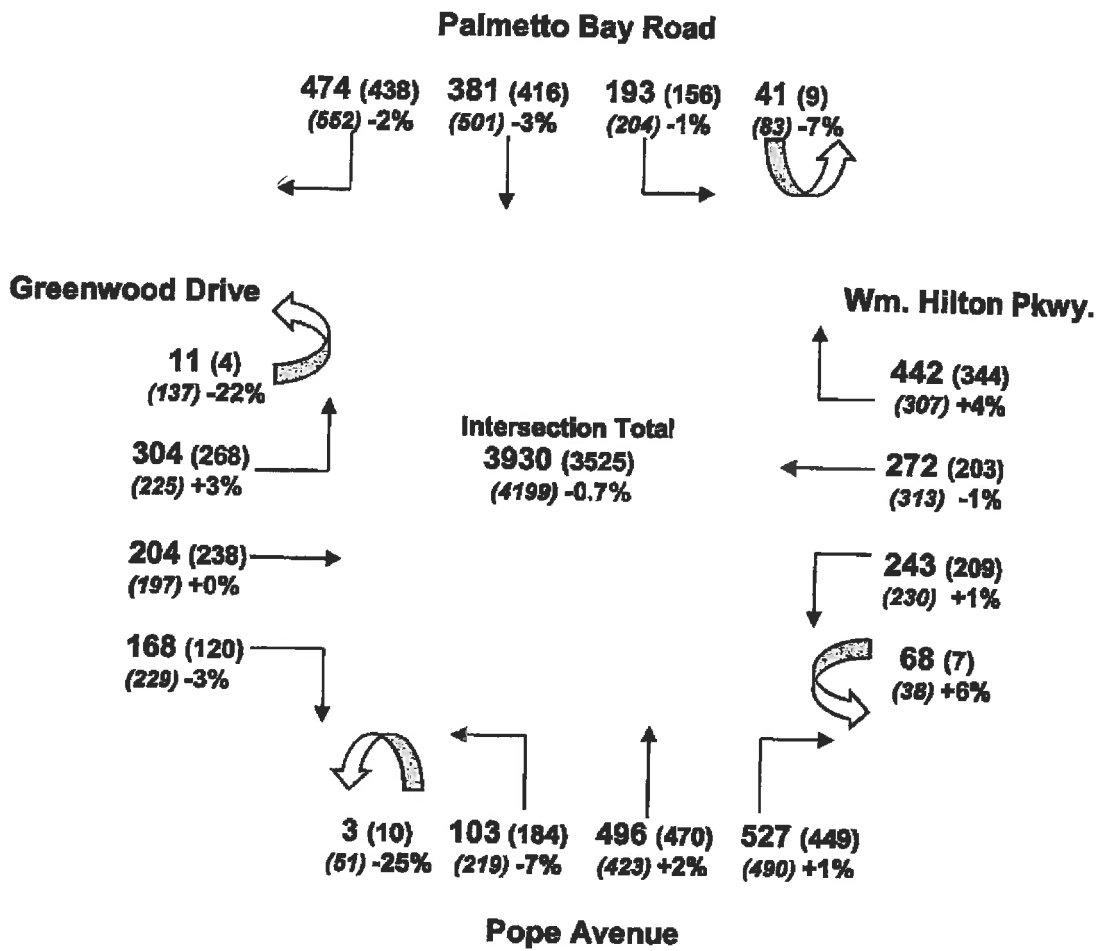 Palmetto Bay Road
474 (438) 381 (416) 193 (156) 41 (9)
(552) -2% (501) -3% (204) -1% (83) -7%
Greenwood Drive
Wm. Hilton Pkwy.
11 (4)
(137) -22%
304 (268)
(225) +3%
204 (238)
(197) +0%
168 (120)
(229) -3%
Intersection Total
3930 (3525)
(4199) -0.7%
442 (344)
(307) +4%
272 (203)
(313) -1%
243 (209)
(230) +1%
68 (7)
(38) +6%
3 (10) 103 (184) 496 (470) 527 (449)
(51) -25% (219) -7% (423) +2% (490) +1%
Pope Avenue